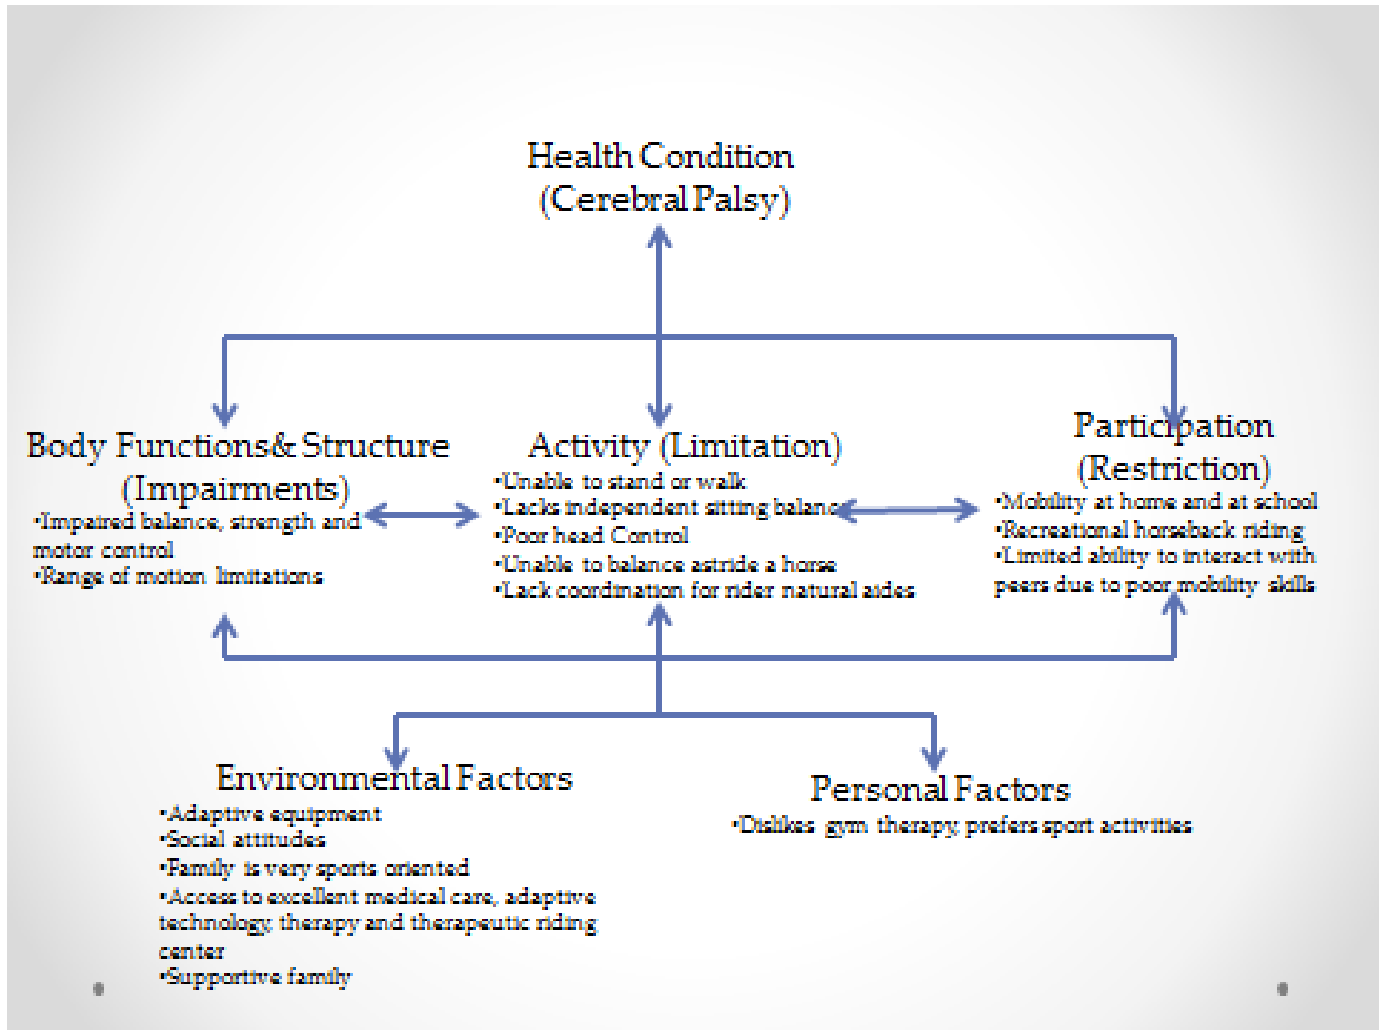 Health Condition
(Cerebral Palsy)
Body Functions& Structure
(Impairments)
•Impaired balance, strength and
motor control
•Range of motion limitations
Activity (Limitation)
•Unable to stand or walk
•Lacks independent sitting balance
•Poor head Control
•Unable to balance astride a horse
•Lack coordination for rider natural aides
Participation
(Restriction)
•Mobility at home and at school
•Recreational horseback riding
•Limited ability to interact with
peers due to poor mobility skills
Environmental Factors
•Adaptive equipment
•Social attitudes
•Family is very sports oriented
•Access to excellent medical care, adaptive
technology, therapy and therapeutic riding
center
•Supportive family
Personal Factors
•Dislikes gym therapy, prefers sport activities